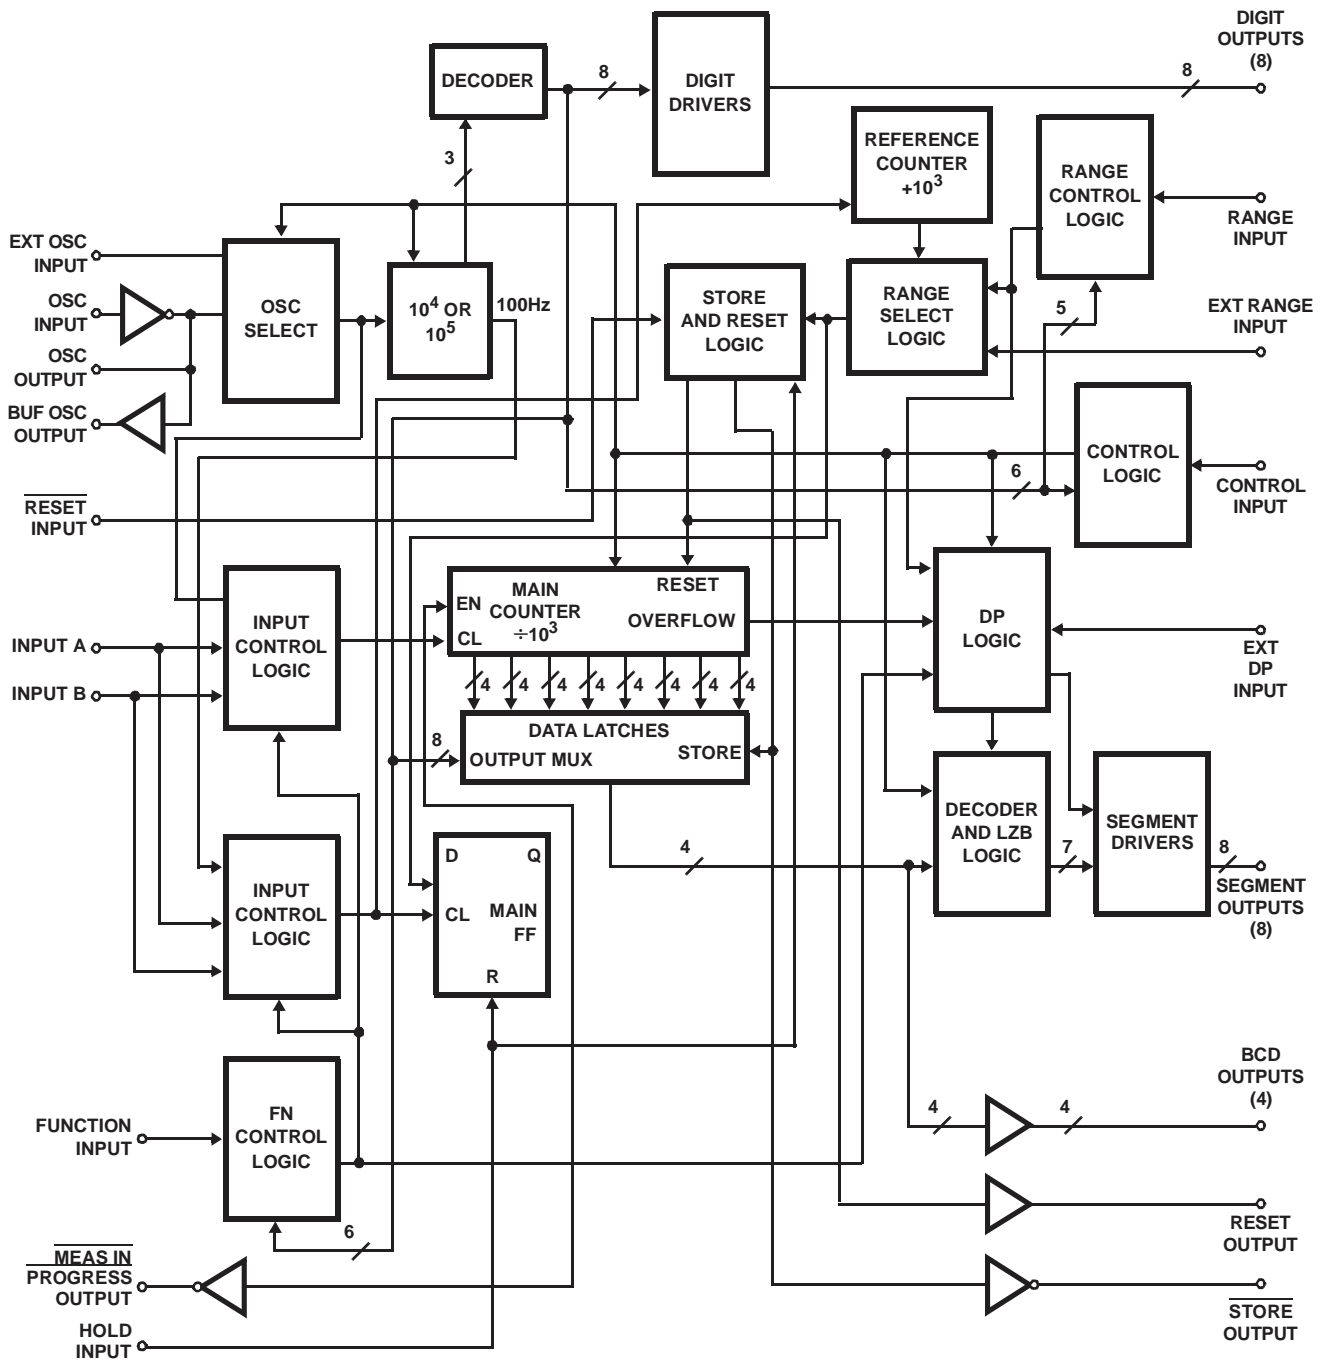 DIGIT
OUTPUTS
(8)
8
8
DECODER
DIGIT
DRIVERS
REFERENCE
COUNTER
+10³
RANGE
CONTROL
LOGIC
3
RANGE
INPUT
EXT OSC
INPUT
OSC
INPUT
OSC
OUTPUT
BUF OSC
OUTPUT
OSC
SELECT
10⁴ OR
10⁵
100Hz
STORE
AND RESET
LOGIC
RANGE
SELECT
LOGIC
5
EXT RANGE
INPUT
CONTROL
LOGIC
6
CONTROL
INPUT
RESET
INPUT
INPUT
CONTROL
LOGIC
EN
CL
MAIN
COUNTER
÷10³
RESET
OVERFLOW
DP
LOGIC
EXT
DP
INPUT
INPUT A
INPUT B
4 4 4 4 4 4 4 4
8
DATA LATCHES
OUTPUT MUX
STORE
DECODER
AND LZB
LOGIC
SEGMENT
DRIVERS
4
7
8
SEGMENT
OUTPUTS
(8)
INPUT
CONTROL
LOGIC
D
Q
CL
MAIN
FF
R
BCD
OUTPUTS
(4)
4
4
FUNCTION
INPUT
FN
CONTROL
LOGIC
6
RESET
OUTPUT
MEAS IN
PROGRESS
OUTPUT
STORE
OUTPUT
HOLD
INPUT